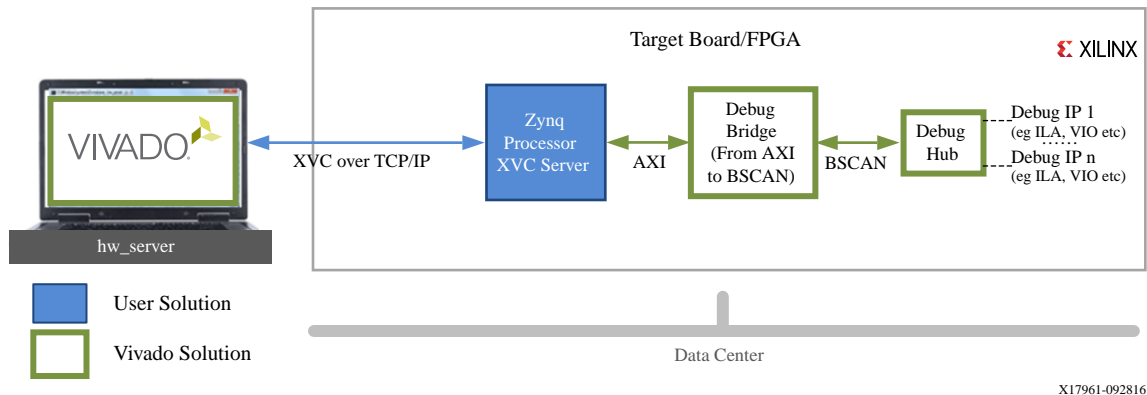 Target Board/FPGA
XILINX
VIVADO
Zynq
Processor
XVC Server
Debug
Bridge
(From AXI
to BSCAN)
Debug
Hub
Debug IP 1
(eg ILA, VIO etc)
......
Debug IP n
(eg ILA, VIO etc)
XVC over TCP/IP
AXI
BSCAN
hw_server
User Solution
Vivado Solution
Data Center
X17961-092816